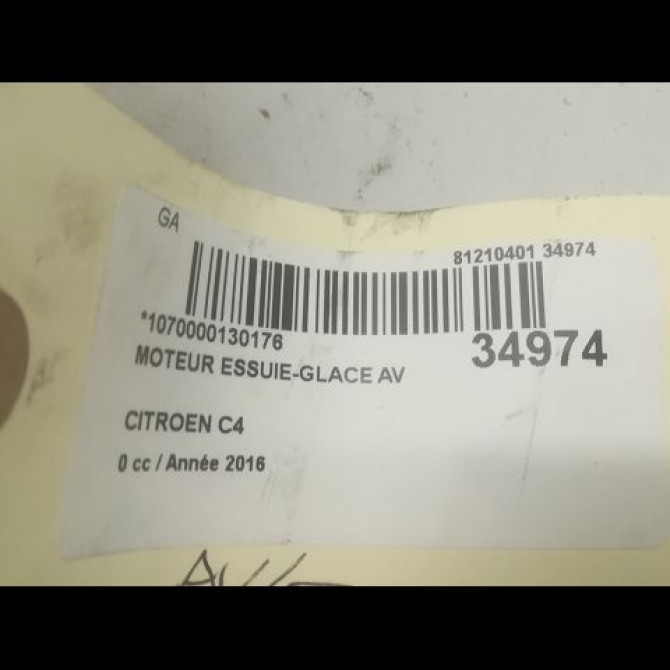 GA
81210401 34974
*1070000130176
34974
MOTEUR ESSUIE-GLACE AV
CITROEN C4
0 cc / Année 2016